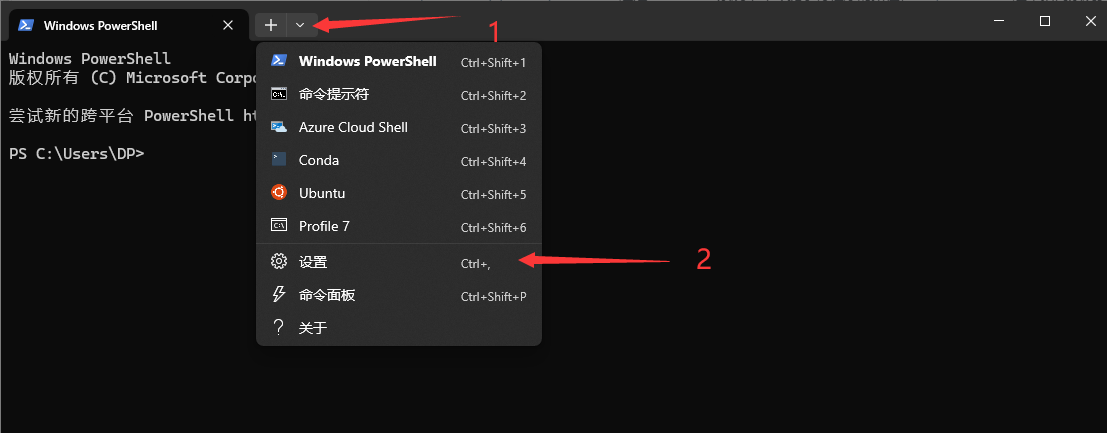 Windows PowerShell
1
Windows PowerShell
版权所有 (C) Microsoft Corpo
尝试新的跨平台 PowerShell ht
PS C:\Users\DP>
Windows PowerShell Ctrl+Shift+1
命令提示符 Ctrl+Shift+2
Azure Cloud Shell Ctrl+Shift+3
Conda Ctrl+Shift+4
Ubuntu Ctrl+Shift+5
Profile 7 Ctrl+Shift+6
设置 Ctrl+,
2
命令面板 Ctrl+Shift+P
关于